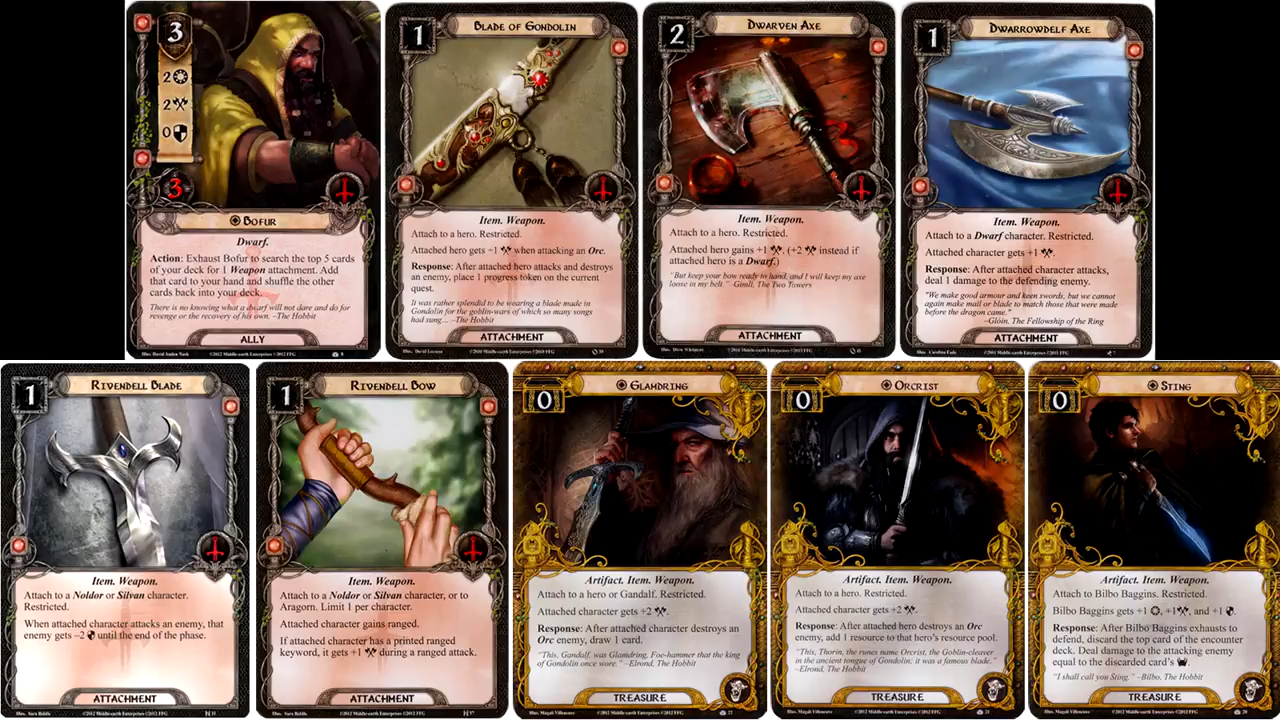 3
2
2
0
3
BOFUR
Dwarf.
Action: Exhaust Bofur to search the top 5 cards
of your deck for 1 Weapon attachment. Add
that card to your hand and shuffle the other
cards back into your deck.
There is no knowing what a dwarf will not dare and do for
revenge or the recovery of his own. –The Hobbit
ALLY
1
BLADE OF GONDOLIN
Item. Weapon.
Attach to a hero. Restricted.
Attached hero gets +1 when attacking an Orc.
Response: After attached hero attacks and destroys
an enemy, place 1 progress token on the current
quest.
It was rather splendid to be wearing a blade made in
Gondolin for the goblin-wars of which so many songs
had sung... –The Hobbit
ATTACHMENT
2
DWARVEN AXE
Item. Weapon.
Attach to a hero. Restricted.
Attached hero gains +1 . (+2 instead if
attached hero is a Dwarf.)
"But keep your bow ready to hand, and I will keep my axe
loose in my belt." –Gimli, The Two Towers
ATTACHMENT
1
DWARROWDELF AXE
Item. Weapon.
Attach to a Dwarf character. Restricted.
Attached character gets +1 .
Response: After attached character attacks,
deal 1 damage to the defending enemy.
"We make good armour and keen swords, but we cannot
again make mail or blade to match those that were made
before the dragon came."
–Glóin, The Fellowship of the Ring
ATTACHMENT
1
RIVENDELL BLADE
Item. Weapon.
Attach to a Noldor or Silvan character.
Restricted.
When attached character attacks an enemy, that
enemy gets –2 until the end of the phase.
ATTACHMENT
1
RIVENDELL BOW
Item. Weapon.
Attach to a Noldor or Silvan character, or to
Aragorn. Limit 1 per character.
Attached character gains ranged.
If attached character has a printed ranged
keyword, it gets +1 during a ranged attack.
ATTACHMENT
0
GLAMDRING
Artifact. Item. Weapon.
Attach to a hero or Gandalf. Restricted.
Attached character gets +2 .
Response: After attached character destroys an
Orc enemy, draw 1 card.
"This, Gandalf, was Glamdring, Foe-hammer that the king
of Gondolin once wore." –Elrond, The Hobbit
TREASURE
0
ORCRIST
Artifact. Item. Weapon.
Attach to a hero. Restricted.
Attached character gets +2 .
Response: After attached hero destroys an Orc
enemy, add 1 resource to that hero's resource pool.
"This, Thorin, the runes name Orcrist, the Goblin-cleaver
in the ancient tongue of Gondolin; it was a famous blade."
–Elrond, The Hobbit
TREASURE
0
STING
Artifact. Item. Weapon.
Attach to Bilbo Baggins. Restricted.
Bilbo Baggins gets +1 , +1 , and +1 .
Response: After Bilbo Baggins exhausts to
defend, discard the top card of the encounter
deck. Deal damage to the attacking enemy
equal to the discarded card's .
"I shall call you Sting." –Bilbo, The Hobbit
TREASURE